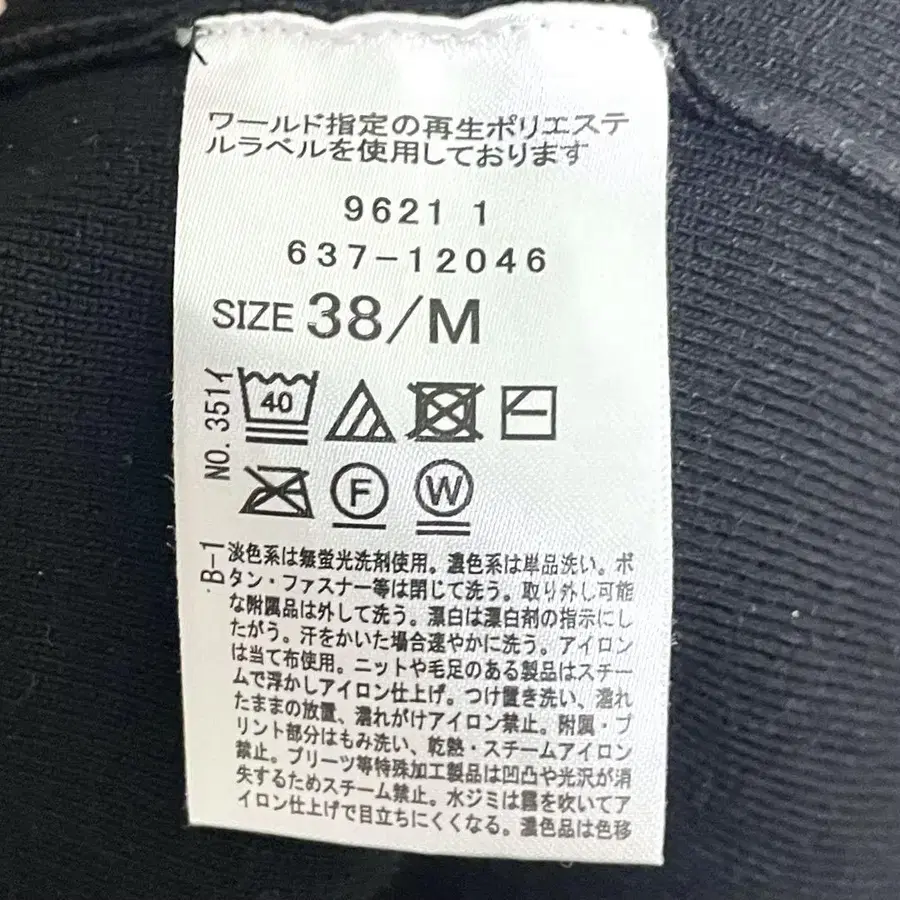 ワールド指定の再生ポリエステ
ルラベルを使用しております
9621 1
637-12046
SIZE 38/M
NO. 3511
40
F
W
B-1
淡色系は無蛍光洗剤使用。濃色系は単品洗い。ボ
タン・ファスナー等は閉じて洗う。取り外し可能
な附属品は外して洗う。漂白は漂白剤の指示にし
たがう。汗をかいた場合速やかに洗う。アイロン
は当て布使用。ニットや毛足のある製品はスチー
ムで浮かしアイロン仕上げ。つけ置き洗い、濡れ
たままの放置、濡れがけアイロン禁止。附属・プ
リント部分はもみ洗い、乾熱・スチームアイロン
禁止。プリーツ等特殊加工製品は凹凸や光沢が消
失するためスチーム禁止。水ジミは霧を吹いてア
イロン仕上げで目立ちにくくなる。濃色品は色移